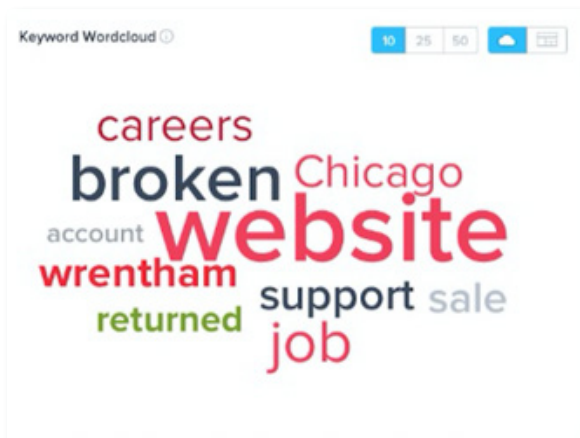 Keyword Wordcloud
10 25 50
careers
broken Chicago
account website
wrentham
support sale
returned
job